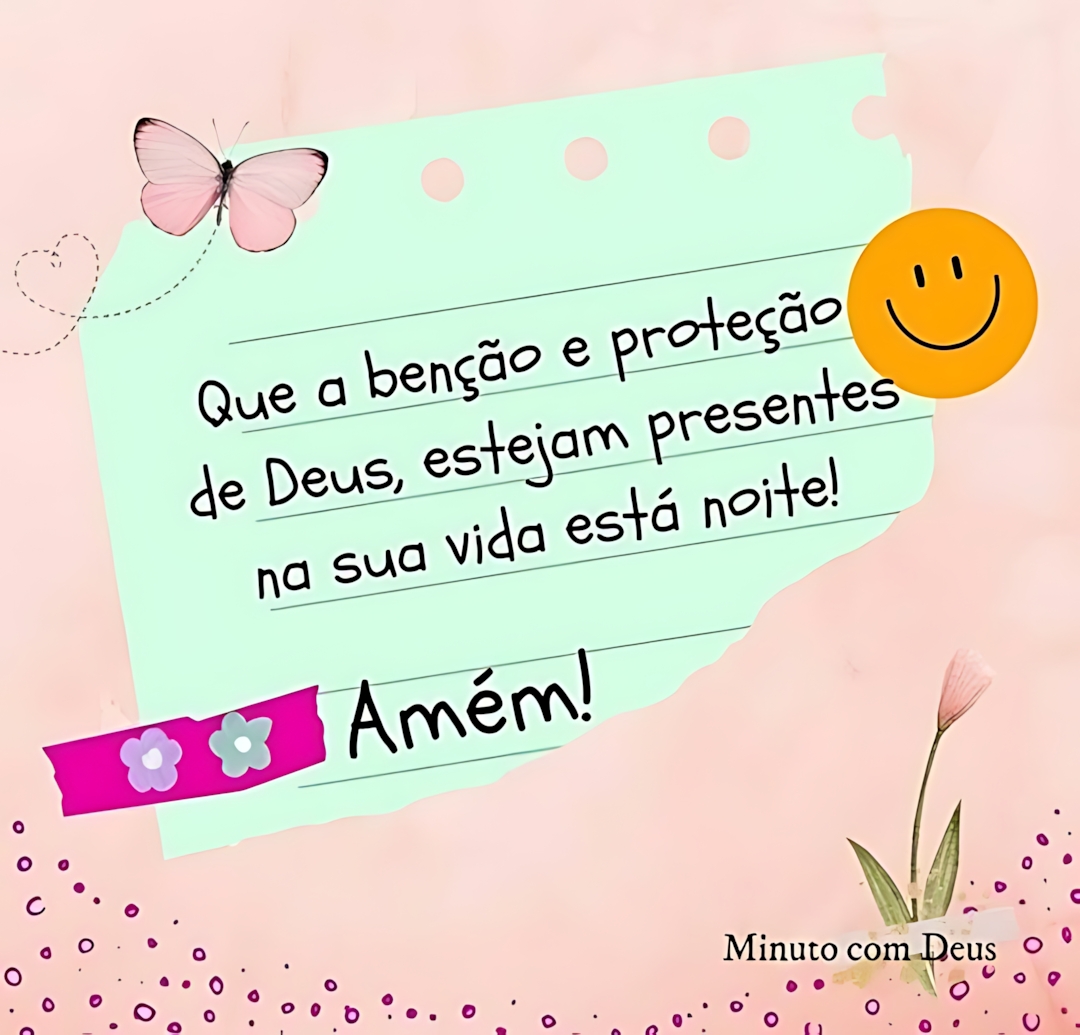 Que a benção e proteção
de Deus, estejam presentes
na sua vida está noite!
Amém!
Minuto com Deus